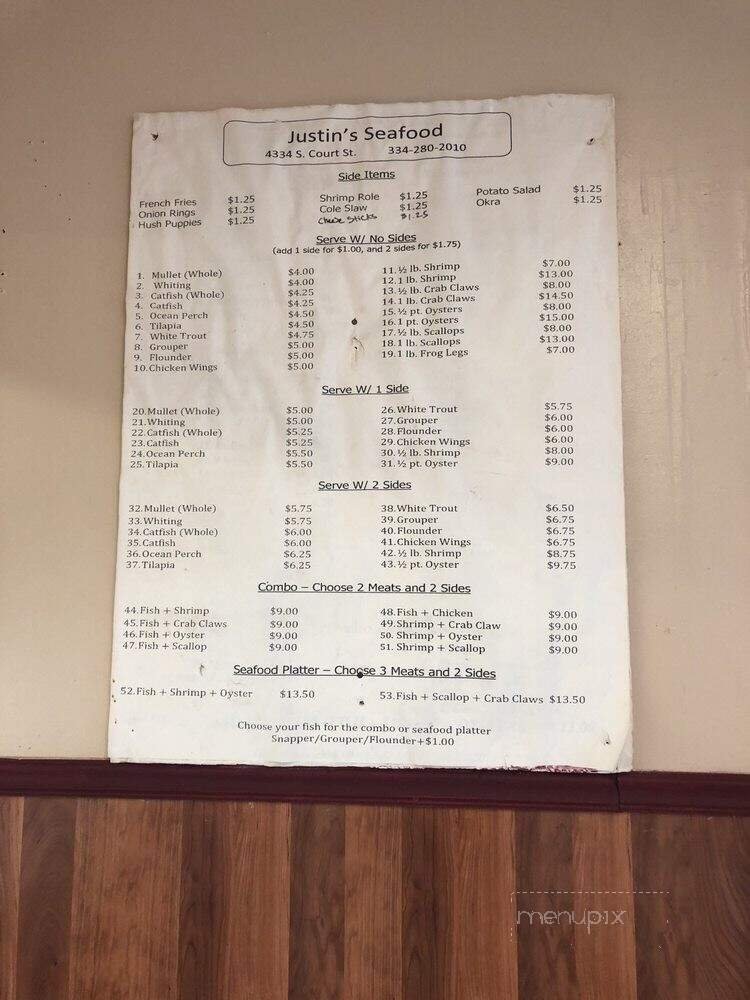 Justin's Seafood
4334 S. Court St. 334-280-2010
Side Items
French Fries $1.25 Shrimp Role $1.25 Potato Salad $1.25
Onion Rings $1.25 Cole Slaw $1.25 Okra $1.25
Hush Puppies $1.25 Cheese Sticks $1.25
Serve W/ No Sides
(add 1 side for $1.00, and 2 sides for $1.75)
1. Mullet (Whole) $4.00
2. Whiting $4.00
3. Catfish (Whole) $4.25
4. Catfish $4.25
5. Ocean Perch $4.50
6. Tilapia $4.50
7. White Trout $4.75
8. Grouper $5.00
9. Flounder $5.00
10.Chicken Wings $5.00
11. ½ lb. Shrimp $7.00
12. 1 lb. Shrimp $13.00
13. ½ lb. Crab Claws $8.00
14. 1 lb. Crab Claws $14.50
15. ½ pt. Oysters $8.00
16. 1 pt. Oysters $15.00
17. ½ lb. Scallops $8.00
18. 1 lb. Scallops $13.00
19. 1 lb. Frog Legs $7.00
Serve W/ 1 Side
20.Mullet (Whole) $5.00
21.Whiting $5.00
22.Catfish (Whole) $5.25
23.Catfish $5.25
24.Ocean Perch $5.50
25.Tilapia $5.50
26.White Trout $5.75
27.Grouper $6.00
28.Flounder $6.00
29.Chicken Wings $6.00
30. ½ lb. Shrimp $8.00
31. ½ pt. Oyster $9.00
Serve W/ 2 Sides
32.Mullet (Whole) $5.75
33.Whiting $5.75
34.Catfish (Whole) $6.00
35.Catfish $6.00
36.Ocean Perch $6.25
37.Tilapia $6.25
38.White Trout $6.50
39.Grouper $6.75
40.Flounder $6.75
41.Chicken Wings $6.75
42. ½ lb. Shrimp $8.75
43. ½ pt. Oyster $9.75
Combo – Choose 2 Meats and 2 Sides
44.Fish + Shrimp $9.00
45.Fish + Crab Claws $9.00
46.Fish + Oyster $9.00
47.Fish + Scallop $9.00
48.Fish + Chicken $9.00
49.Shrimp + Crab Claw $9.00
50. Shrimp + Oyster $9.00
51. Shrimp + Scallop $9.00
Seafood Platter – Choose 3 Meats and 2 Sides
52.Fish + Shrimp + Oyster $13.50 53.Fish + Scallop + Crab Claws $13.50
Choose your fish for the combo or seafood platter
Snapper/Grouper/Flounder+$1.00
menupix